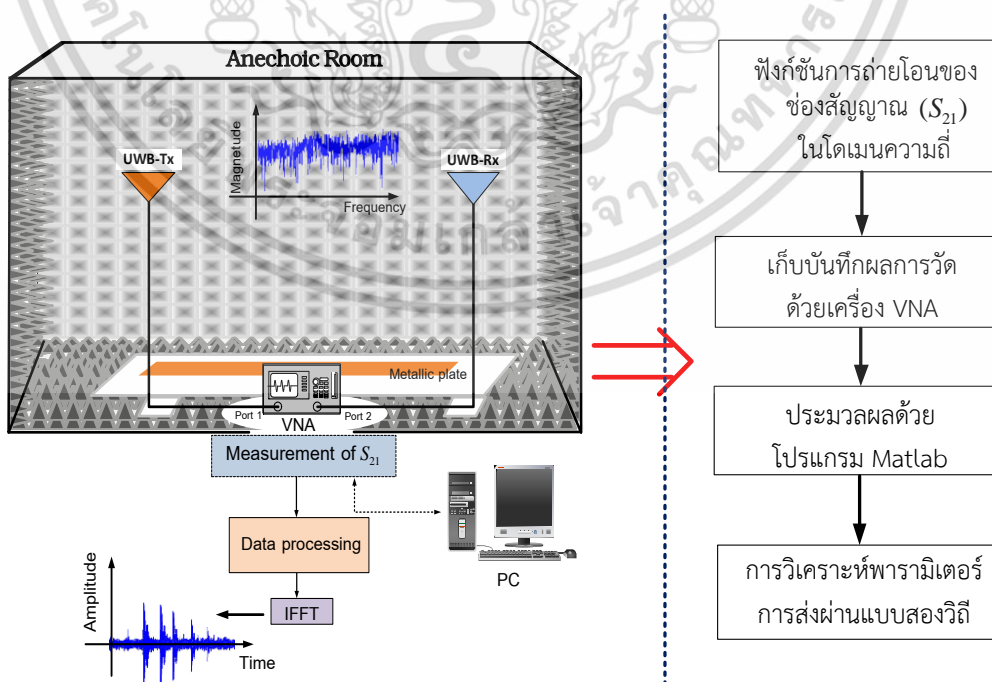 Anechoic Room
UWB-Tx
UWB-Rx
Magnetude
Frequency
Metallic plate
Port 1
Port 2
VNA
Measurement of S21
Data processing
IFFT
PC
Amplitude
Time
ฟังก์ชันการถ่ายโอนของ
ช่องสัญญาณ (S21)
ในโดเมนความถี่
เก็บบันทึกผลการวัด
ด้วยเครื่อง VNA
ประมวลผลด้วย
โปรแกรม Matlab
การวิเคราะห์พารามิเตอร์
การส่งผ่านแบบสองวิถี